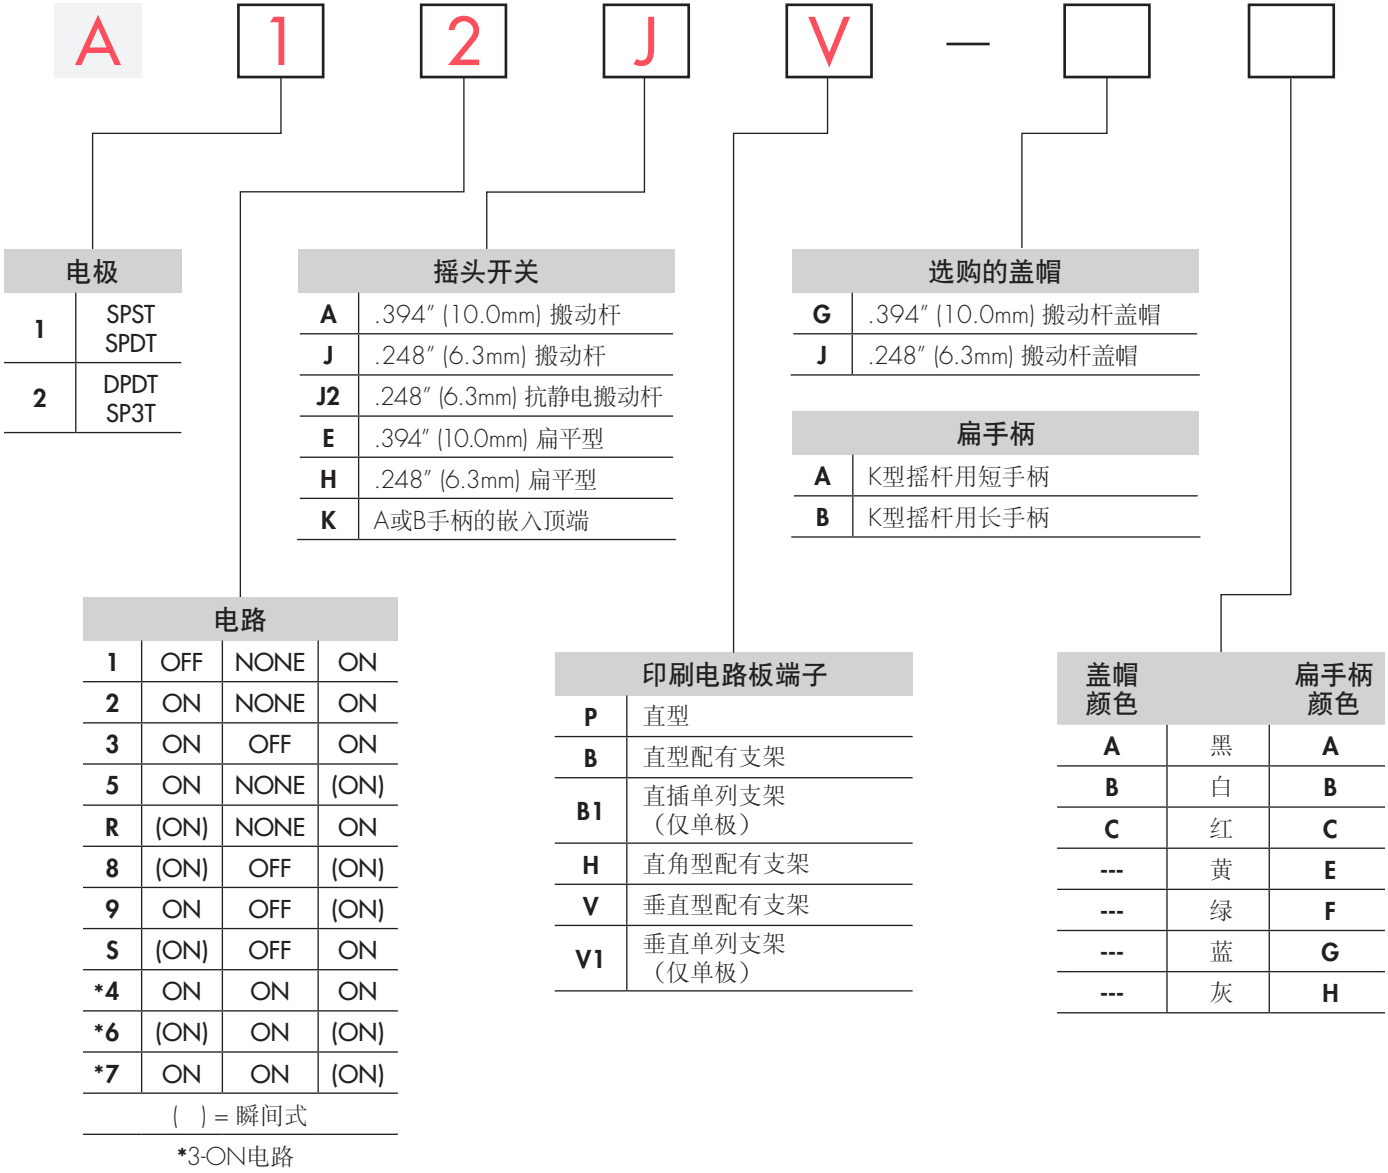 A 1 2 J V —
电极
1 SPST SPDT
2 DPDT SP3T
摇头开关
A .394" (10.0mm) 搬动杆
J .248" (6.3mm) 搬动杆
J2 .248" (6.3mm) 抗静电搬动杆
E .394" (10.0mm) 扁平型
H .248" (6.3mm) 扁平型
K A或B手柄的嵌入顶端
选购的盖帽
G .394" (10.0mm) 搬动杆盖帽
J .248" (6.3mm) 搬动杆盖帽
扁手柄
A K型摇杆用短手柄
B K型摇杆用长手柄
电路
1 OFF NONE ON
2 ON NONE ON
3 ON OFF ON
5 ON NONE (ON)
R (ON) NONE ON
8 (ON) OFF (ON)
9 ON OFF (ON)
S (ON) OFF ON
*4 ON ON ON
*6 (ON) ON (ON)
*7 ON ON (ON)
( ) = 瞬间式
*3-ON电路
印刷电路板端子
P 直型
B 直型配有支架
B1 直插单列支架
（仅单极）
H 直角型配有支架
V 垂直型配有支架
V1 垂直单列支架
（仅单极）
盖帽 扁手柄
颜色 颜色
A 黑 A
B 白 B
C 红 C
--- 黄 E
--- 绿 F
--- 蓝 G
--- 灰 H